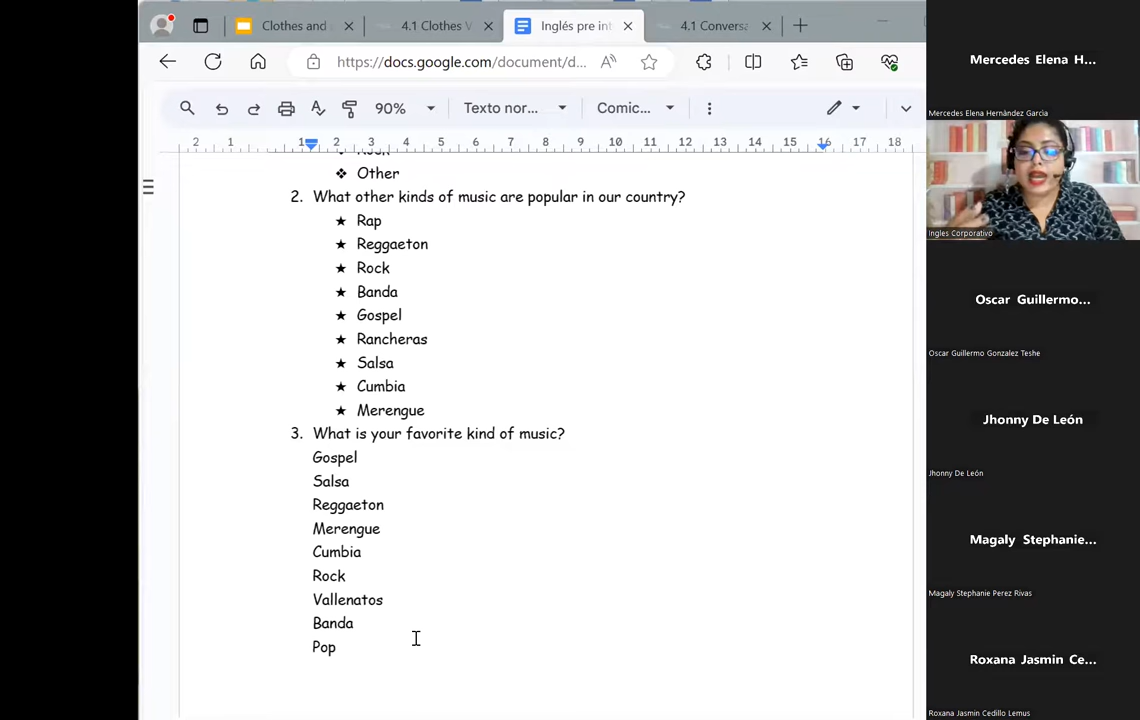 Clothes and
4.1 Clothes V
Inglés pre int
4.1 Conversa
https://docs.google.com/document/d...
90%
Texto nor...
Comic...
2 1 1 2 3 4 5 6 7 8 9 10 11 12 13 14 15 16 17 18
Rock
❖ Other
2. What other kinds of music are popular in our country?
★ Rap
★ Reggaeton
★ Rock
★ Banda
★ Gospel
★ Rancheras
★ Salsa
★ Cumbia
★ Merengue
3. What is your favorite kind of music?
Gospel
Salsa
Reggaeton
Merengue
Cumbia
Rock
Vallenatos
Banda
Pop
Mercedes Elena H...
Mercedes Elena Hernández Garcia
Ingles Corporativo
Oscar Guillermo...
Oscar Guillermo Gonzalez Teshe
Jhonny De León
Jhonny De León
Magaly Stephanie...
Magaly Stephanie Perez Rivas
Roxana Jasmin Ce...
Roxana Jasmin Cedillo Lemus